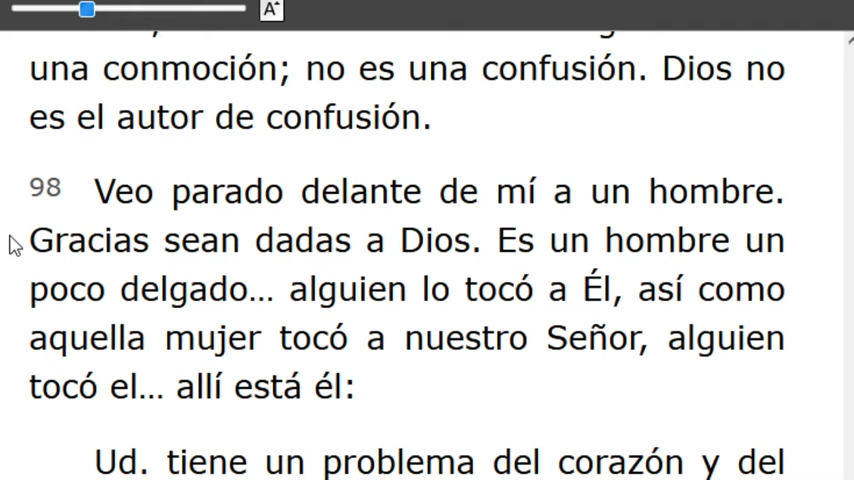 A
una conmoción; no es una confusión. Dios no
es el autor de confusión.
98 Veo parado delante de mí a un hombre.
Gracias sean dadas a Dios. Es un hombre un
poco delgado… alguien lo tocó a Él, así como
aquella mujer tocó a nuestro Señor, alguien
tocó el… allí está él:
Ud. tiene un problema del corazón y del